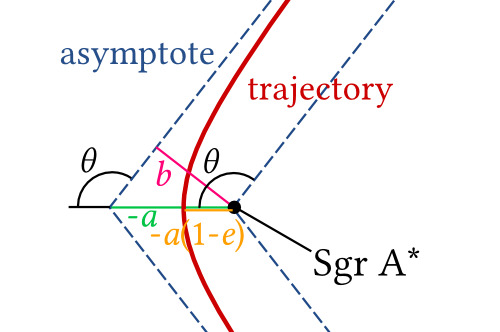 asymptote
trajectory
θ
θ
b
-a
-a(1-e)
Sgr A*